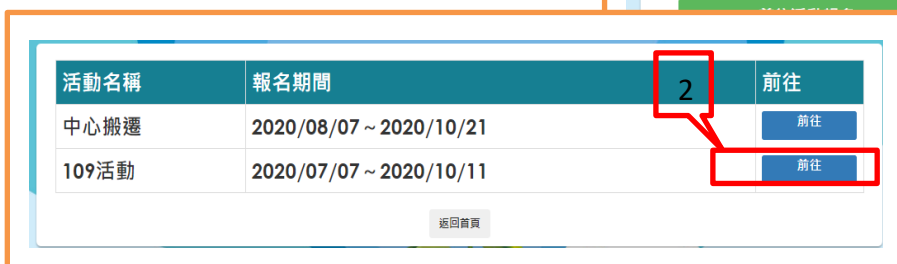 活動名稱 報名期間 2 前往
中心搬遷 2020/08/07～2020/10/21 前往
109活動 2020/07/07～2020/10/11 前往
返回首頁